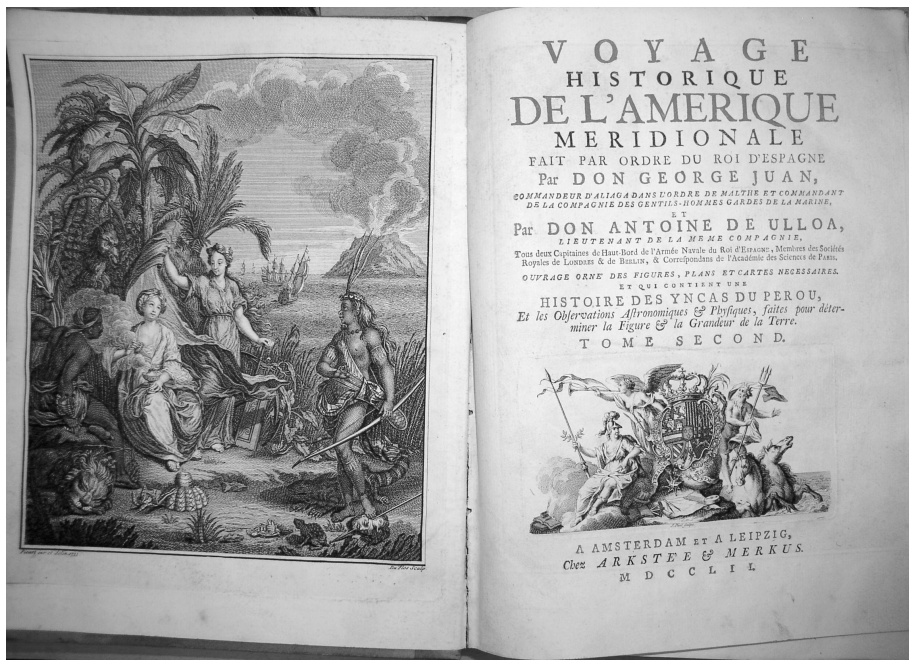 VOYAGE
HISTORIQUE
DE L'AMERIQUE
MERIDIONALE
FAIT PAR ORDRE DU ROI D'ESPAGNE
Par DON GEORGE JUAN,
COMMANDEUR D'ALIAGA DANS L'ORDRE DE MALTHE ET COMMANDANT
DE LA COMPAGNIE DES GENTILS-HOMMES GARDES DE LA MARINE,
ET
Par DON ANTOINE DE ULLOA,
LIEUTENANT DE LA MEME COMPAGNIE,
Tous deux Capitaines de Haut-Bord de l'Armée Navale du Roi d'ESPAGNE, Membres des Sociétés
Royales de LONDRES & de BERLIN, & Correspondans de l'Académie des Sciences de PARIS.
OUVRAGE ORNE' DES FIGURES, PLANS ET CARTES NECESSAIRES.
ET QUI CONTIENT UNE
HISTOIRE DES YNCAS DU PEROU,
Et les Observations Astronomiques & Physiques, faites pour déter-
miner la Figure & la Grandeur de la Terre.
TOME SECOND.
A AMSTERDAM ET A LEIPZIG,
Chez ARKSTE'E & MERKUS.
MDCCLII.